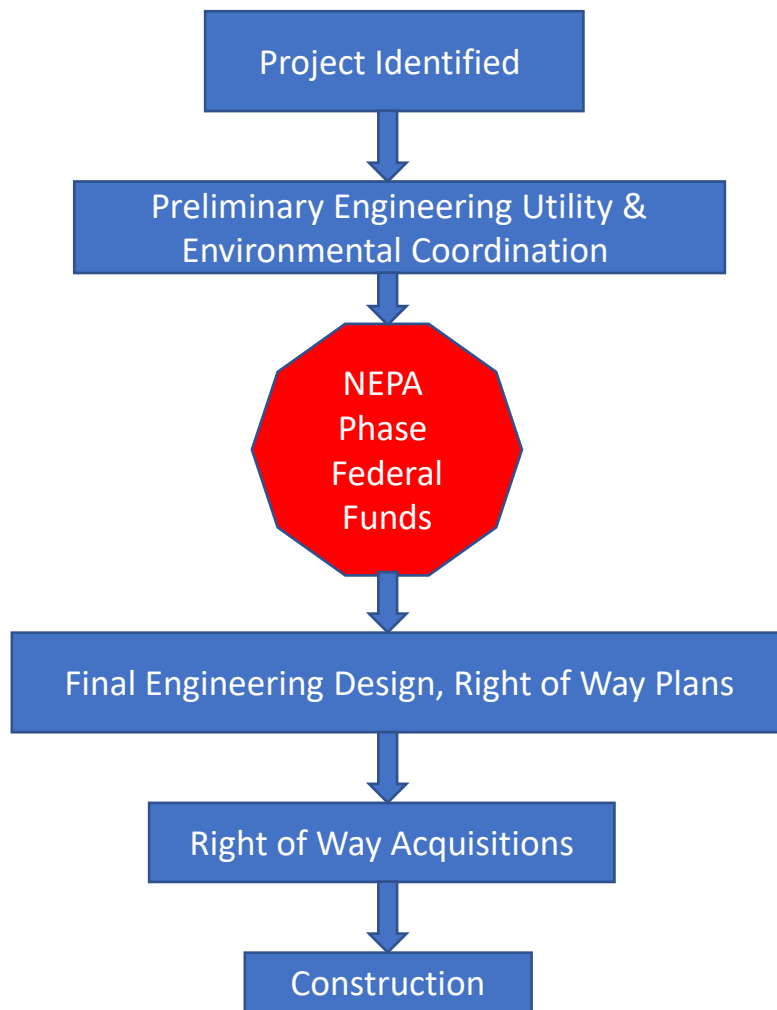 Project Identified
Preliminary Engineering Utility &
Environmental Coordination
NEPA
Phase
Federal
Funds
Final Engineering Design, Right of Way Plans
Right of Way Acquisitions
Construction